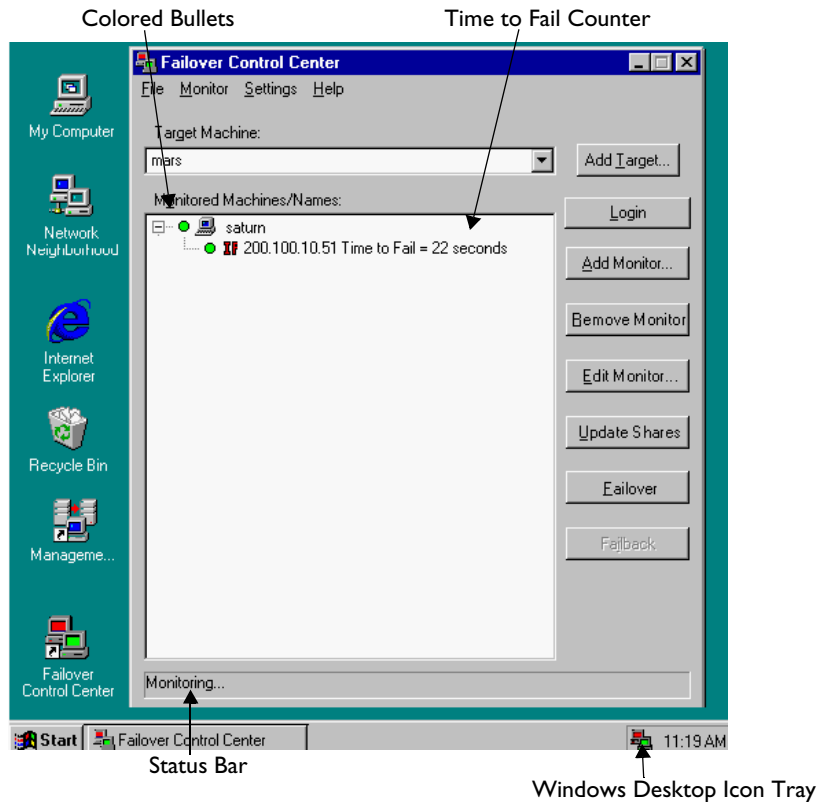 Colored Bullets
Time to Fail Counter
Failover Control Center
File Monitor Settings Help
My Computer
Target Machine:
mars
Add Target...
Monitored Machines/Names:
Login
saturn
200.100.10.51 Time to Fail = 22 seconds
Network
Neighborhood
Add Monitor...
Remove Monitor
Internet
Explorer
Edit Monitor...
Update Shares
Recycle Bin
Failover
Failback
Manageme...
Failover
Control Center
Monitoring...
Start
Failover Control Center
11:19 AM
Status Bar
Windows Desktop Icon Tray